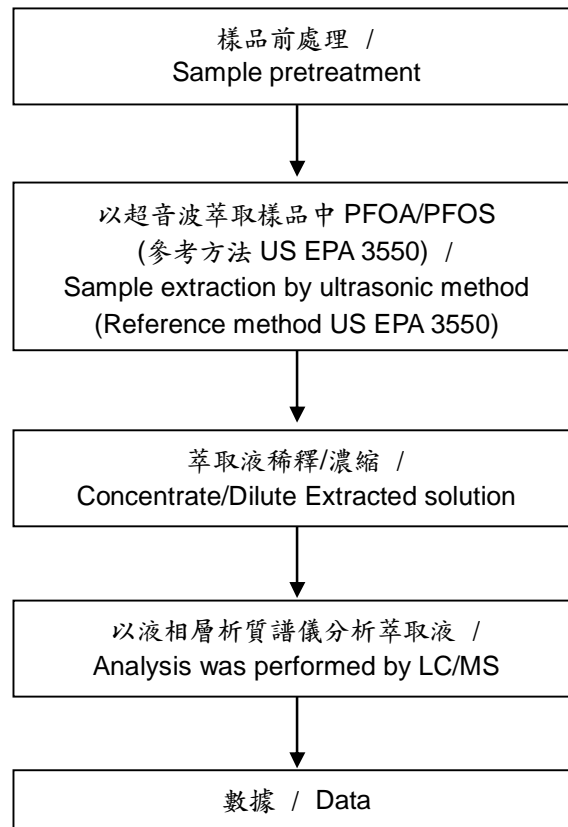 樣品前處理 /
Sample pretreatment
以超音波萃取樣品中 PFOA/PFOS
(參考方法 US EPA 3550) /
Sample extraction by ultrasonic method
(Reference method US EPA 3550)
萃取液稀釋/濃縮 /
Concentrate/Dilute Extracted solution
以液相層析質譜儀分析萃取液 /
Analysis was performed by LC/MS
數據 / Data